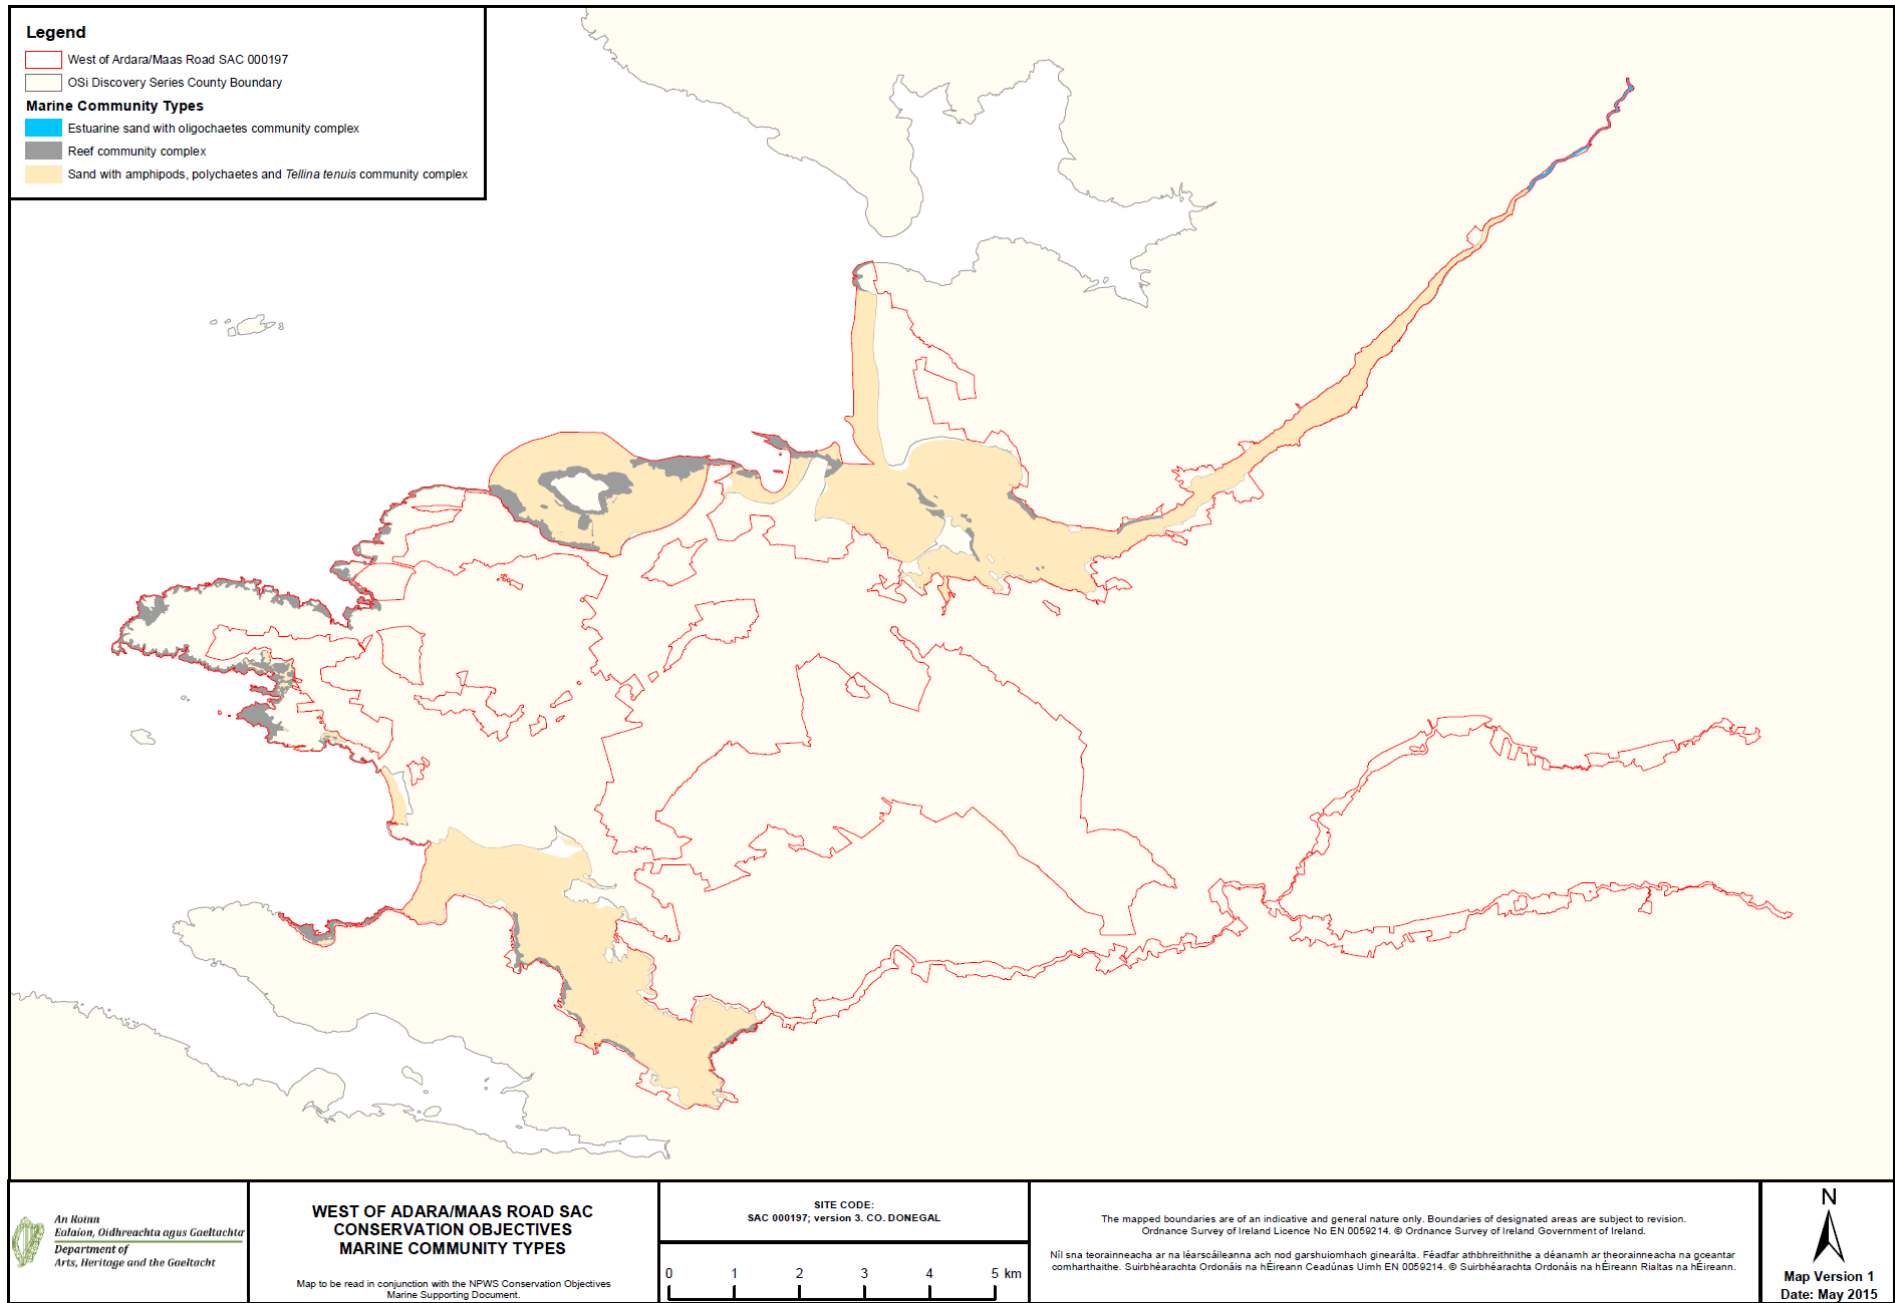 Legend
West of Ardara/Maas Road SAC 000197
OSi Discovery Series County Boundary
Marine Community Types
Estuarine sand with oligochaetes community complex
Reef community complex
Sand with amphipods, polychaetes and Tellina tenuis community complex
An Roinn
Ealaíon, Oidhreachta agus Gaeltachta
Department of
Arts, Heritage and the Gaeltacht
WEST OF ADARA/MAAS ROAD SAC
CONSERVATION OBJECTIVES
MARINE COMMUNITY TYPES
Map to be read in conjunction with the NPWS Conservation Objectives
Marine Supporting Document.
SITE CODE:
SAC 000197; version 3. CO. DONEGAL
0 1 2 3 4 5 km
The mapped boundaries are of an indicative and general nature only. Boundaries of designated areas are subject to revision.
Ordnance Survey of Ireland Licence No EN 0059214. © Ordnance Survey of Ireland Government of Ireland.
Níl sna teorainneacha ar na léarscáileanna ach nod garshuiomhach ginearálta. Féadfar athbhreithnithe a déanamh ar theorainneacha na gceantar
comharthaithe. Suirbhéarachta Ordonáis na hÉireann Ceadúnas Uimh EN 0059214. © Suirbhéarachta Ordonáis na hÉireann Rialtas na hÉireann.
N
Map Version 1
Date: May 2015